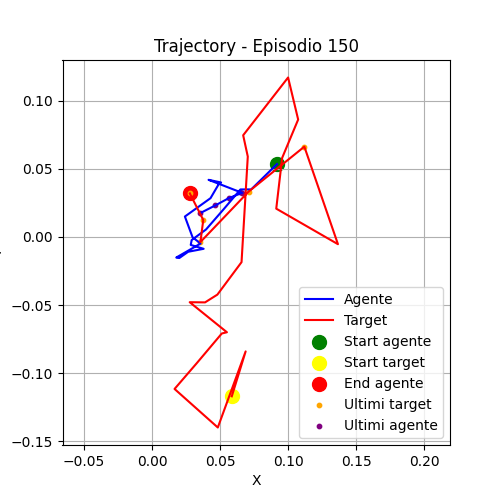 Trajectory - Episodio 150
0.10
0.05
0.00
−0.05
−0.10
−0.15
−0.05
0.00
0.05
0.10
0.15
0.20
X
Agente
Target
Start agente
Start target
End agente
Ultimi target
Ultimi agente